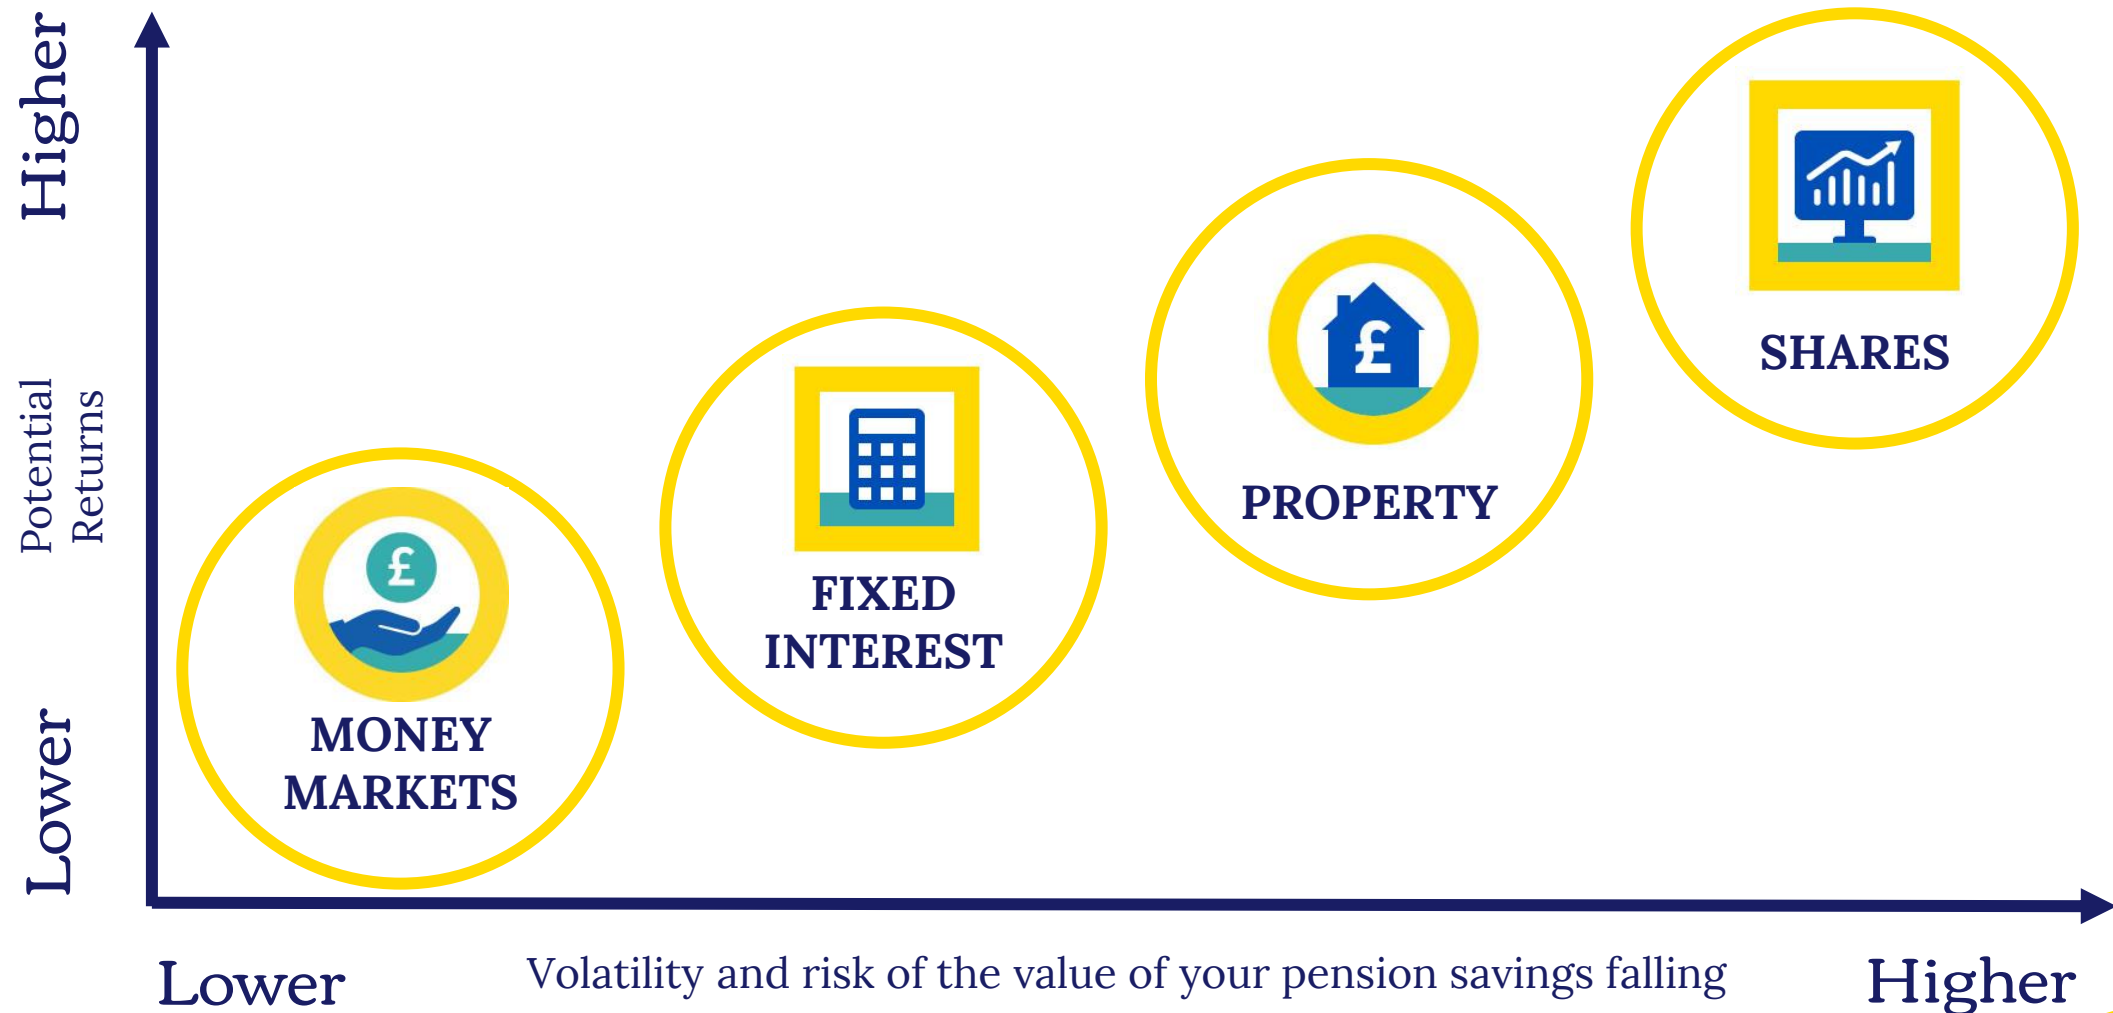 Higher
Potential
Returns
Lower
£
MONEY
MARKETS
FIXED
INTEREST
£
PROPERTY
SHARES
Lower
Volatility and risk of the value of your pension savings falling
Higher